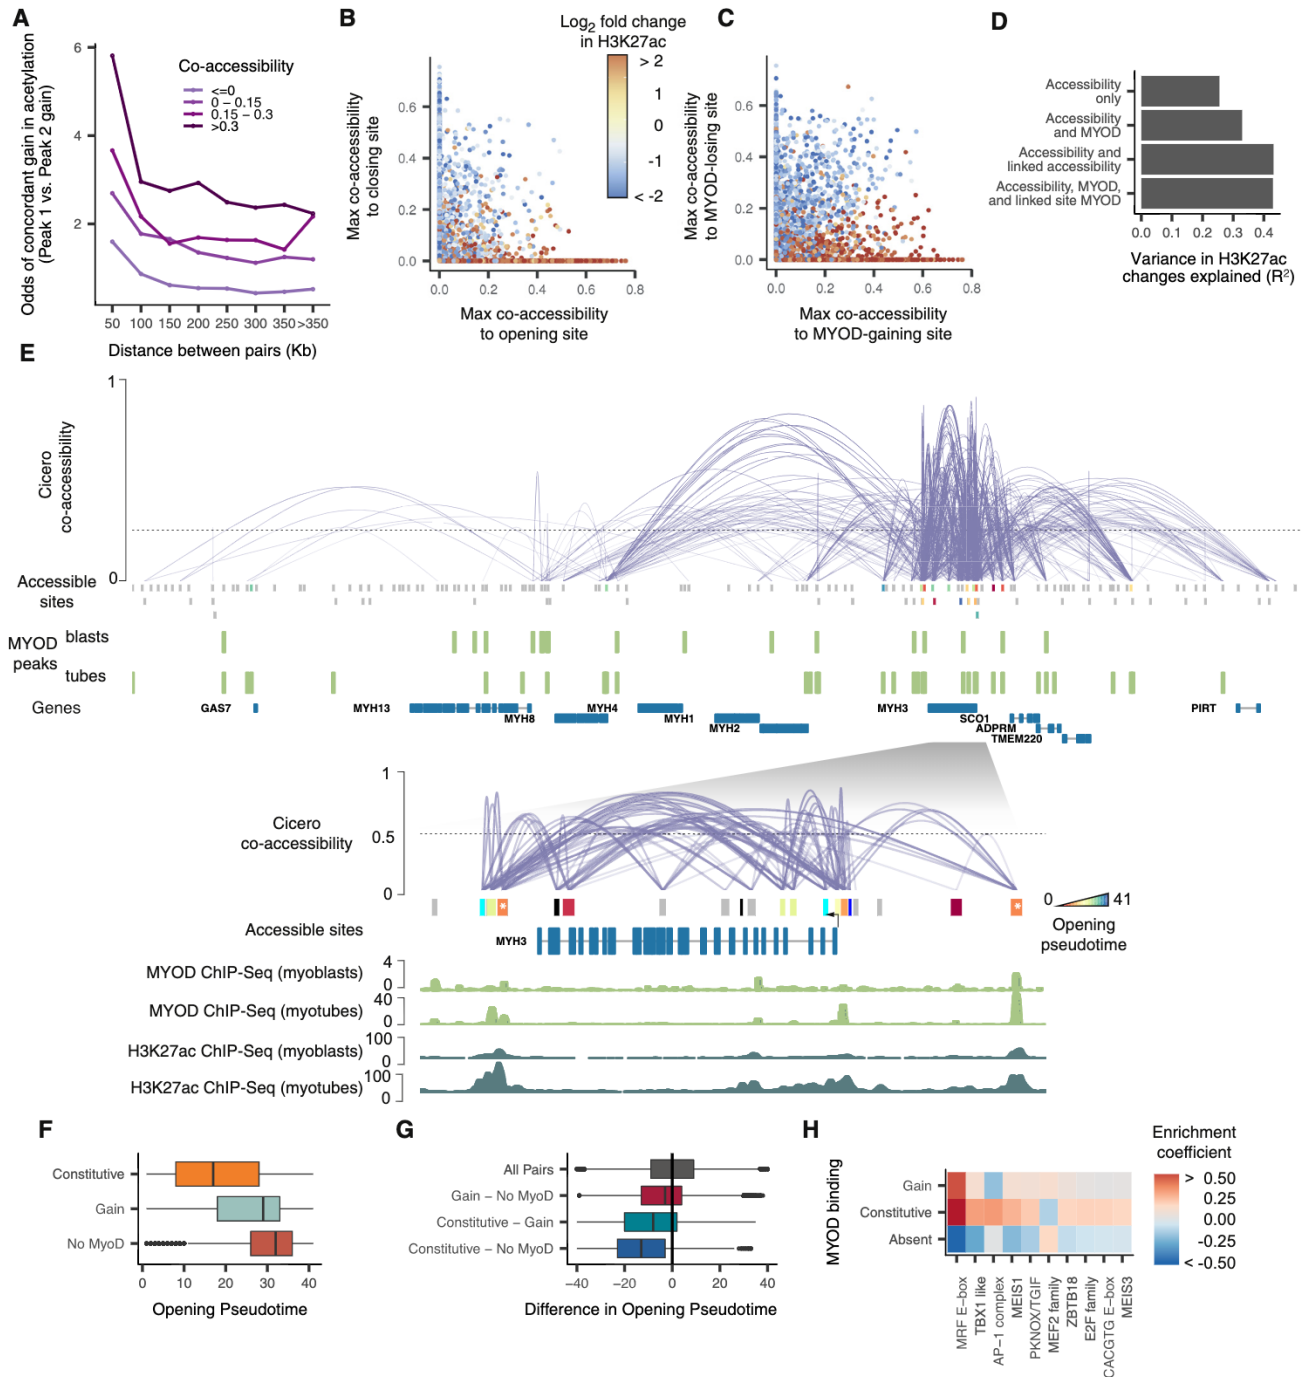 A
Odds of concordant gain in acetylation
(Peak 1 vs. Peak 2 gain)
6
4
2
Co-accessibility
<=0
0 – 0.15
0.15 – 0.3
>0.3
50 100 150 200 250 300 350 >350
Distance between pairs (Kb)
B
Max co-accessibility
to closing site
0.6
0.4
0.2
0.0
0.0 0.2 0.4 0.6 0.8
Max co-accessibility
to opening site
Log2 fold change
in H3K27ac
> 2
1
0
-1
< -2
C
Max co-accessibility
to MYOD-losing site
0.6
0.4
0.2
0.0
0.0 0.2 0.4 0.6 0.8
Max co-accessibility
to MYOD-gaining site
D
Accessibility
only
Accessibility
and MYOD
Accessibility and
linked accessibility
Accessibility, MYOD,
and linked site MYOD
0.0 0.1 0.2 0.3 0.4
Variance in H3K27ac
changes explained (R2)
E
Cicero
co-accessibility
1
0
Accessible
sites
MYOD
peaks
blasts
tubes
Genes
GAS7
MYH13
MYH8
MYH4
MYH1
MYH2
MYH3
SCO1
ADPRM
TMEM220
PIRT
Cicero
co-accessibility
1
0.5
0
* *
0 41
Opening
pseudotime
Accessible sites
MYH3
MYOD ChIP-Seq (myoblasts)
4
0
MYOD ChIP-Seq (myotubes)
40
0
H3K27ac ChIP-Seq (myoblasts)
100
0
H3K27ac ChIP-Seq (myotubes)
100
0
F
Constitutive
Gain
No MyoD
0 10 20 30 40
Opening Pseudotime
G
All Pairs
Gain – No MyoD
Constitutive – Gain
Constitutive – No MyoD
−40 −20 0 20 40
Difference in Opening Pseudotime
H
MYOD binding
Gain
Constitutive
Absent
MRF E−box
TBX1 like
AP−1 complex
MEIS1
PKNOX/TGIF
MEF2 family
ZBTB18
E2F family
CACGTG E−box
MEIS3
Enrichment
coefficient
> 0.50
0.25
0.00
-0.25
< -0.50